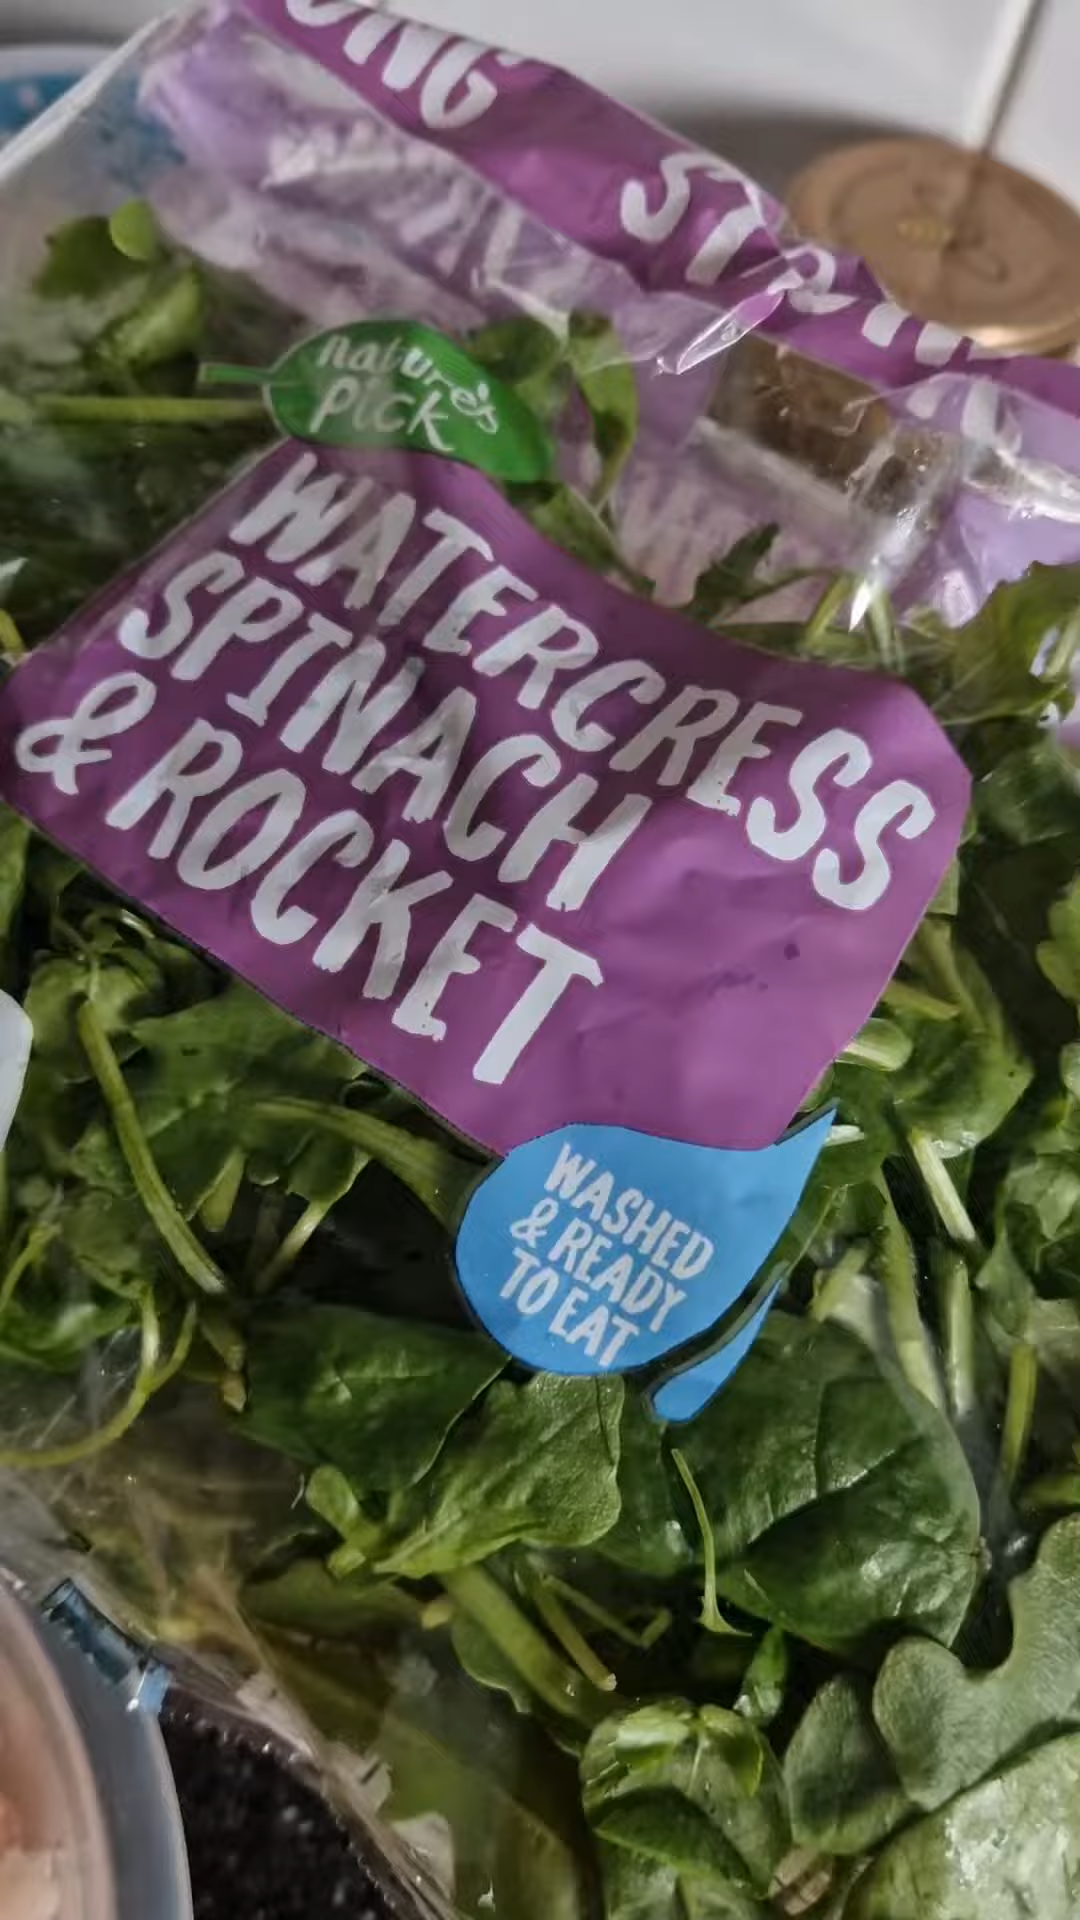 nature's
PICK
WATERCRESS
SPINACH
& ROCKET
WASHED
& READY
TO EAT